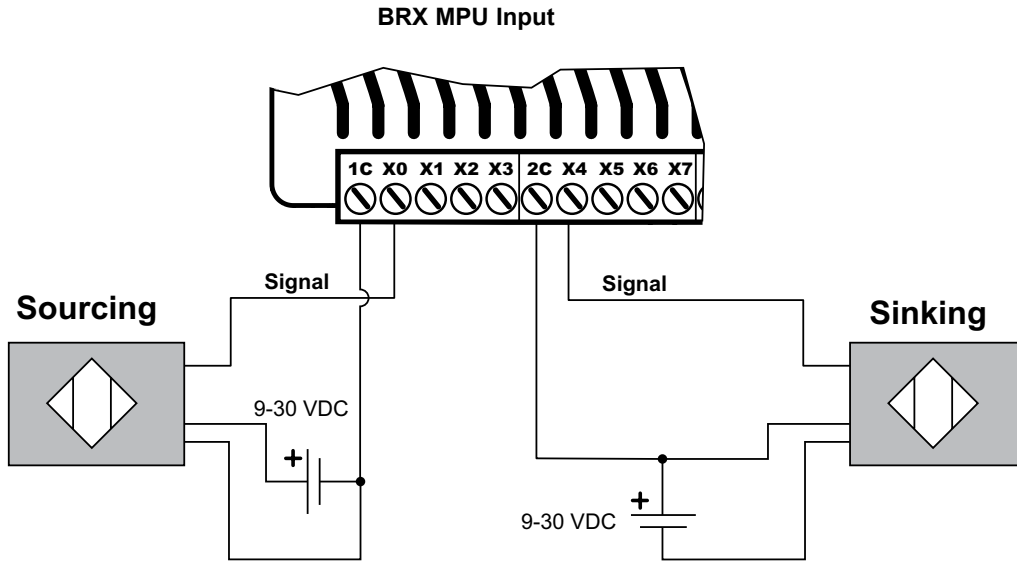 BRX MPU Input
1C X0 X1 X2 X3 2C X4 X5 X6 X7
Signal
Signal
Sourcing
Sinking
9-30 VDC
+
+
9-30 VDC